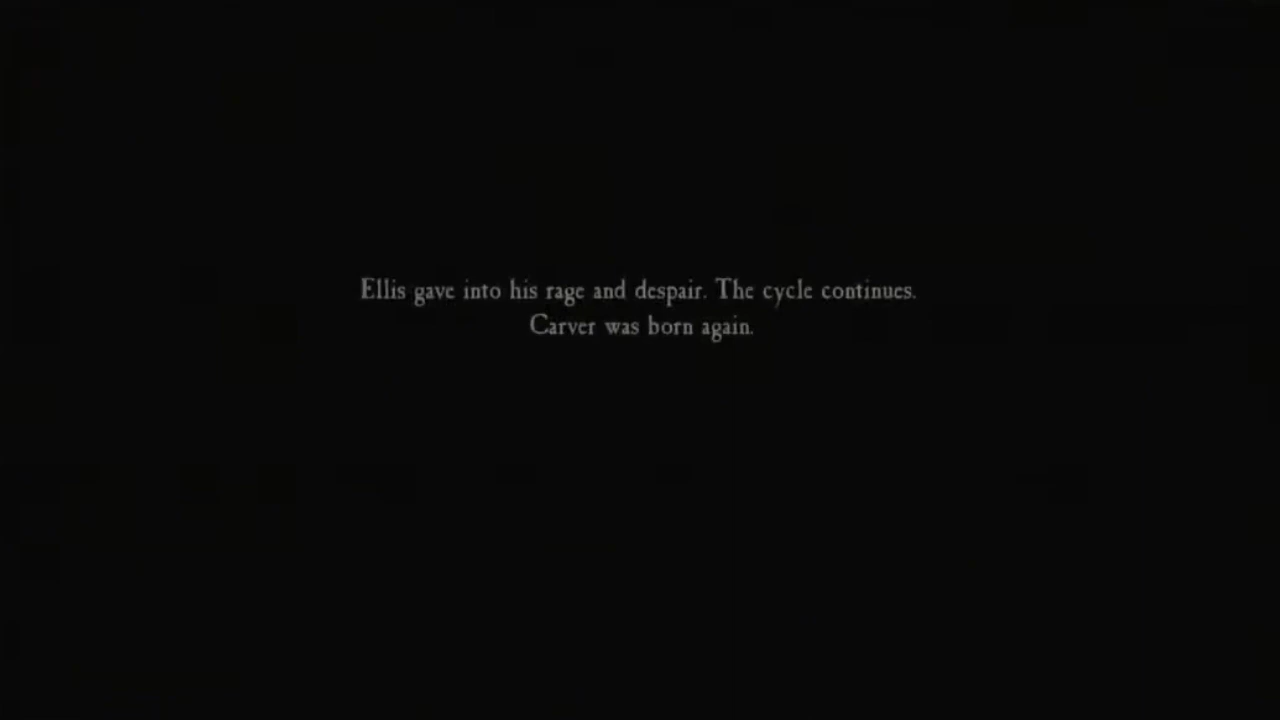 Ellis gave into his rage and despair. The cycle continues.
Carver was born again.